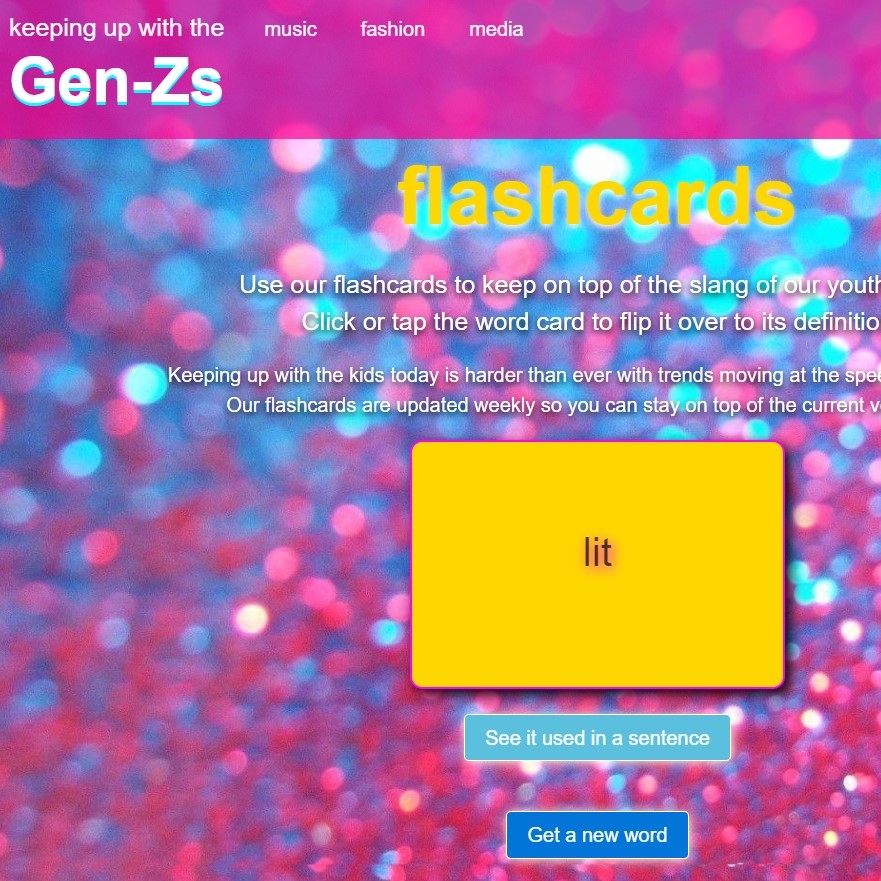 keeping up with the
music fashion media
Gen-Zs
flashcards
Use our flashcards to keep on top of the slang of our youth
Click or tap the word card to flip it over to its definitio
Keeping up with the kids today is harder than ever with trends moving at the spee
Our flashcards are updated weekly so you can stay on top of the current v
lit
See it used in a sentence
Get a new word